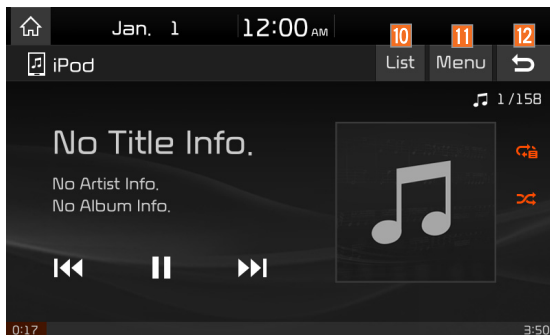 Jan. 1 12:00 AM
10 11 12
iPod List Menu
1/158
No Title Info.
No Artist Info.
No Album Info.
0:17 3:50